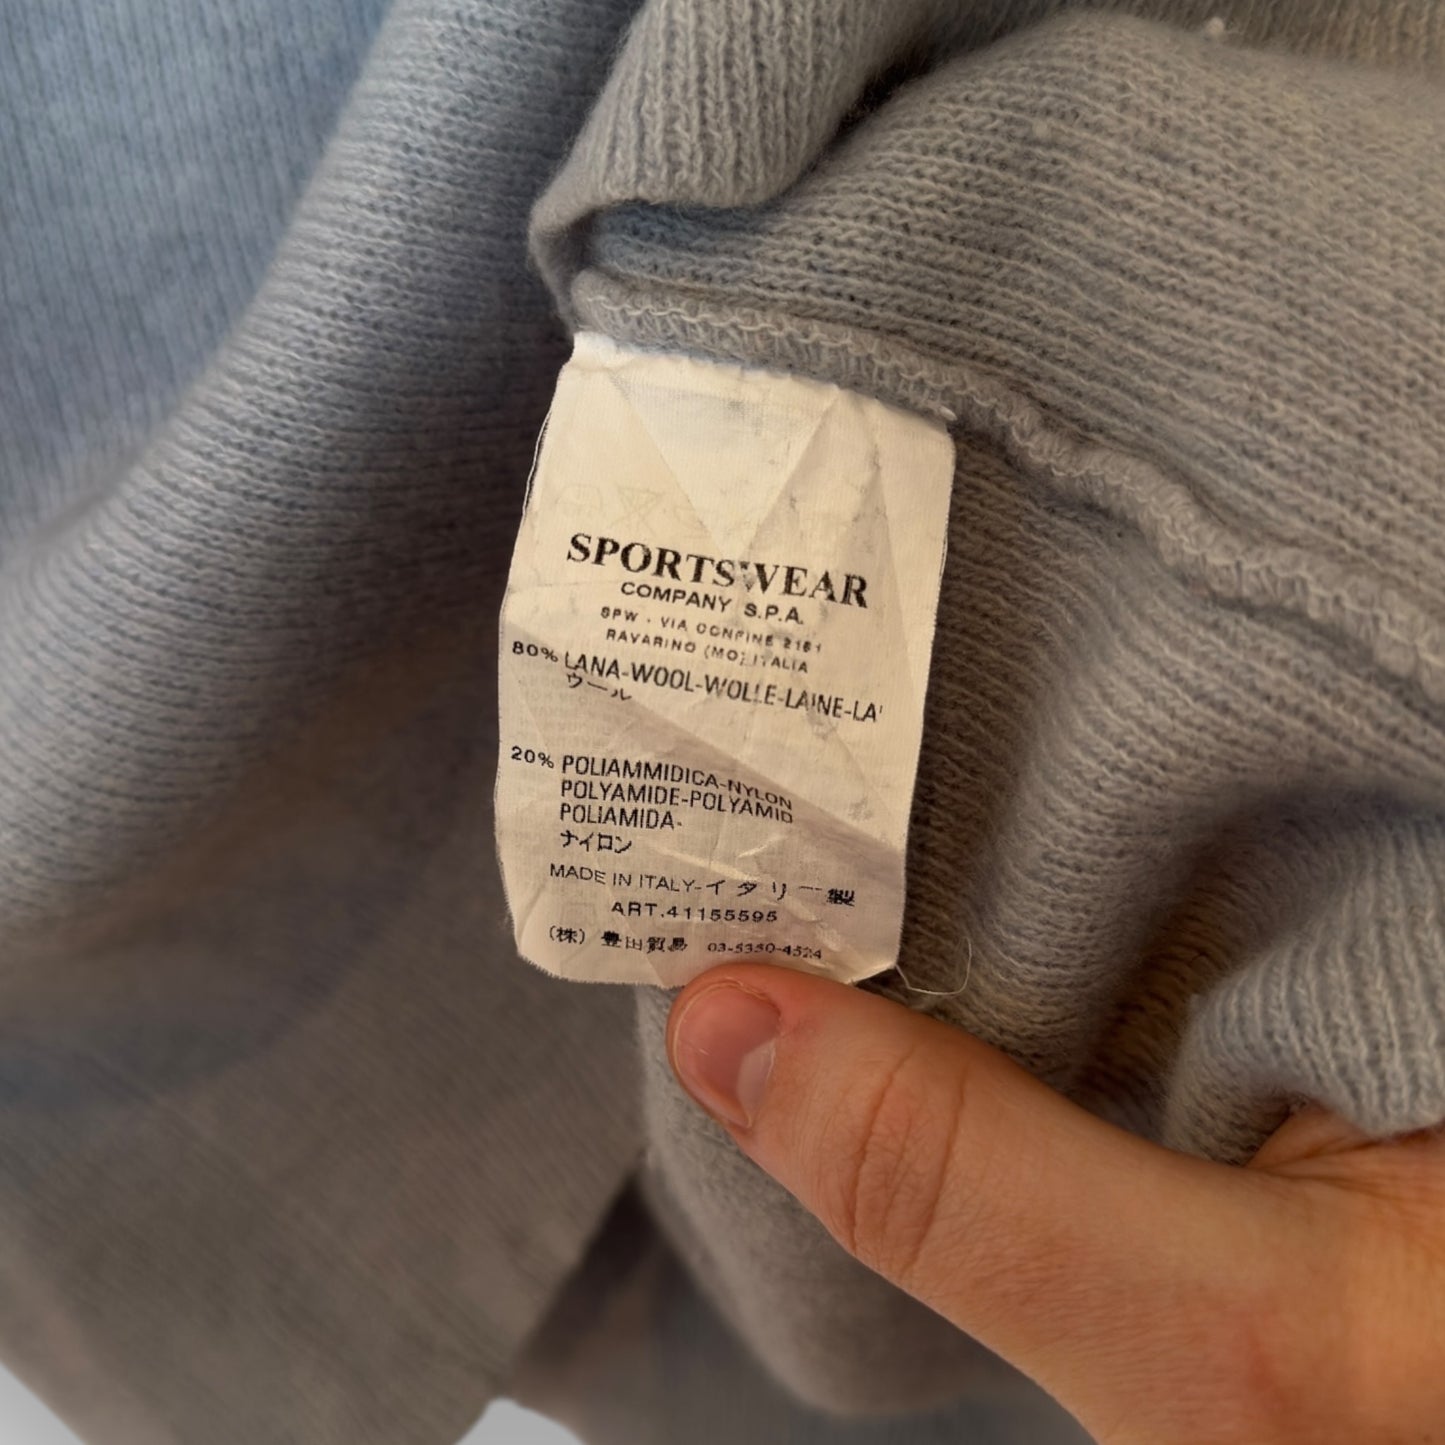 SPORTSWEAR
COMPANY S.P.A.
SPW . VIA CONFINE 2161
RAVARINO (MO) ITALIA
80% LANA-WOOL-WOLLE-LAINE-LA
ウール
20% POLIAMMIDICA-NYLON
POLYAMIDE-POLYAMID
POLIAMIDA-
ナイロン
MADE IN ITALY-イタリー製
ART.41155595
(株) 豊田貿易 03-5350-4524